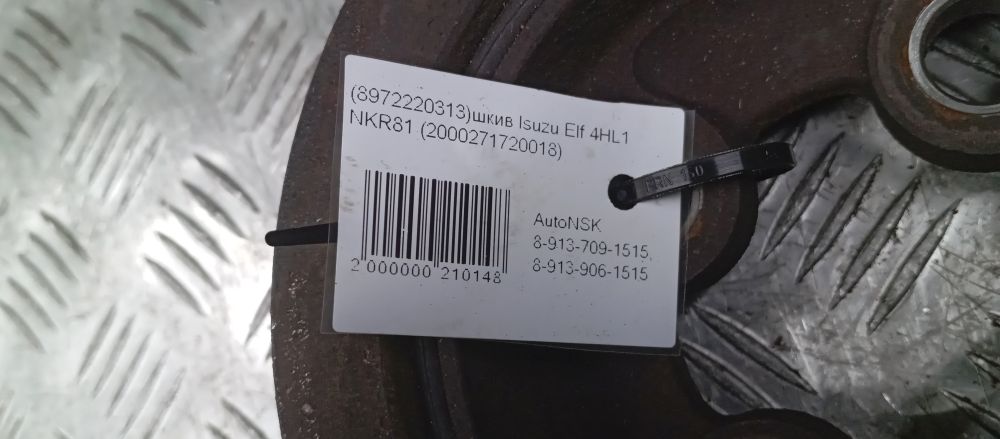 (8972220313)шкив Isuzu Elf 4HL1
NKR81 (2000271720018)
AutoNSK
8-913-709-1515,
8-913-906-1515
2 000000 210148